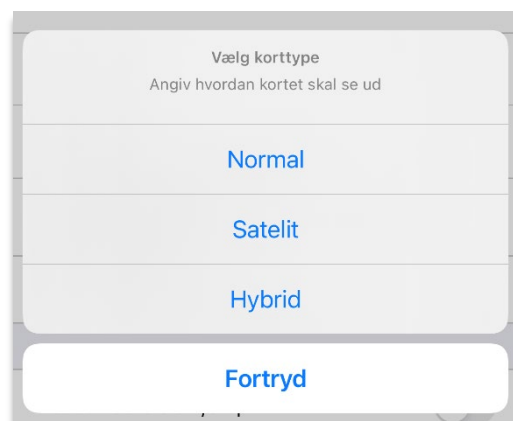 Vælg korttype
Angiv hvordan kortet skal se ud
Normal
Satelit
Hybrid
Fortryd